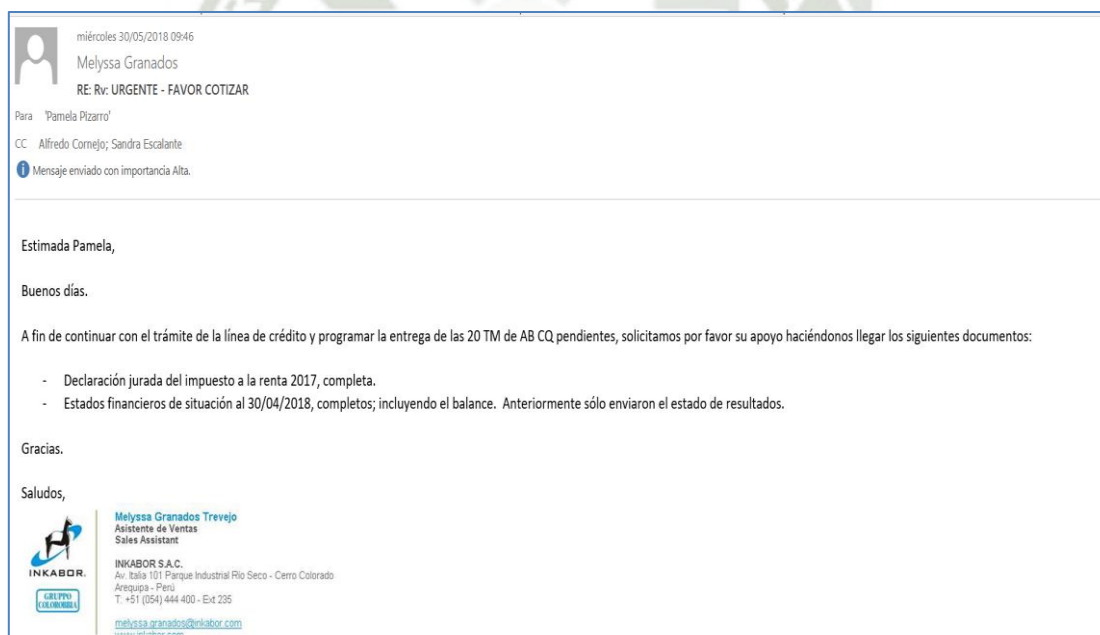 miércoles 30/05/2018 09:46
Melyssa Granados
RE: Rv: URGENTE - FAVOR COTIZAR
Para 'Pamela Pizarro'
CC Alfredo Cornejo; Sandra Escalante
Mensaje enviado con importancia Alta.
Estimada Pamela,
Buenos días.
A fin de continuar con el trámite de la línea de crédito y programar la entrega de las 20 TM de AB CQ pendientes, solicitamos por favor su apoyo haciéndonos llegar los siguientes documentos:
- Declaración jurada del impuesto a la renta 2017, completa.
- Estados financieros de situación al 30/04/2018, completos; incluyendo el balance. Anteriormente sólo enviaron el estado de resultados.
Gracias.
Saludos,
INKABOR.
GRUPPO
COLOROBBIA
Melyssa Granados Trevejo
Asistente de Ventas
Sales Assistant
INKABOR S.A.C.
Av. Italia 101 Parque Industrial Río Seco - Cerro Colorado
Arequipa - Perú
T. +51 (054) 444 400 - Ext 235
melyssa.granados@inkabor.com